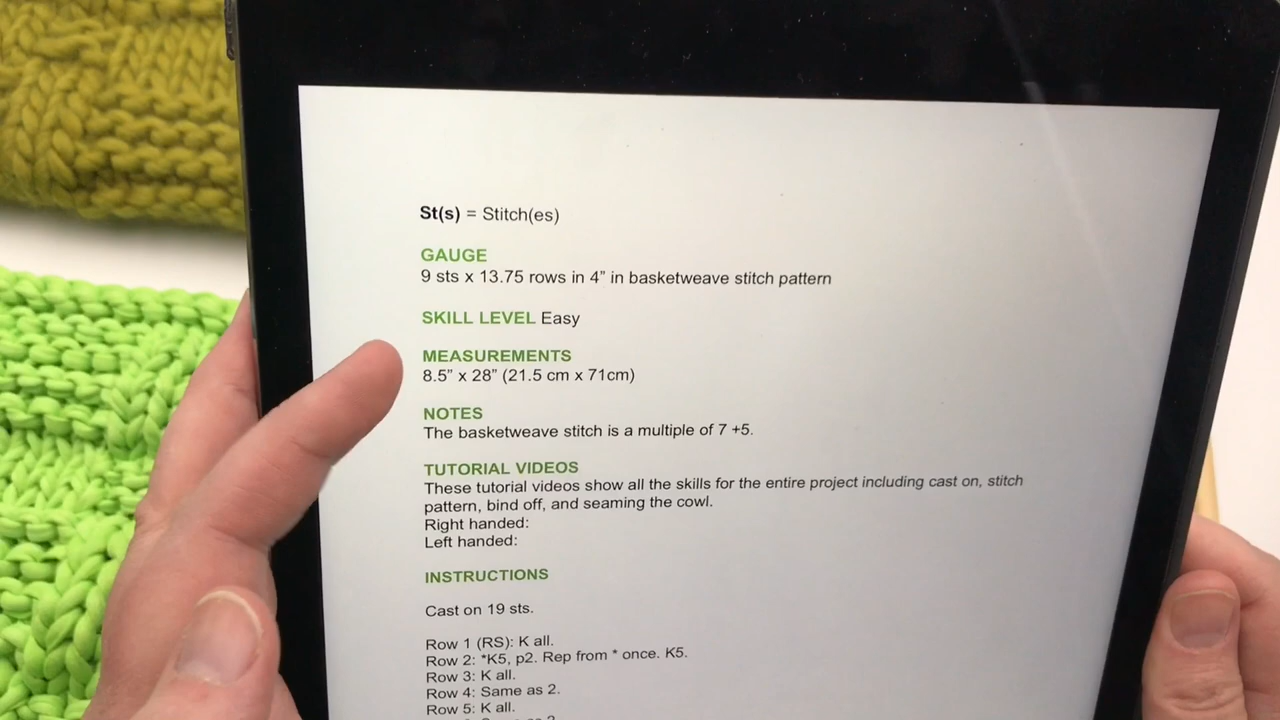 St(s) = Stitch(es)
GAUGE
9 sts x 13.75 rows in 4” in basketweave stitch pattern
SKILL LEVEL Easy
MEASUREMENTS
8.5” x 28” (21.5 cm x 71cm)
NOTES
The basketweave stitch is a multiple of 7 +5.
TUTORIAL VIDEOS
These tutorial videos show all the skills for the entire project including cast on, stitch
pattern, bind off, and seaming the cowl.
Right handed:
Left handed:
INSTRUCTIONS
Cast on 19 sts.
Row 1 (RS): K all.
Row 2: *K5, p2. Rep from * once. K5.
Row 3: K all.
Row 4: Same as 2.
Row 5: K all.